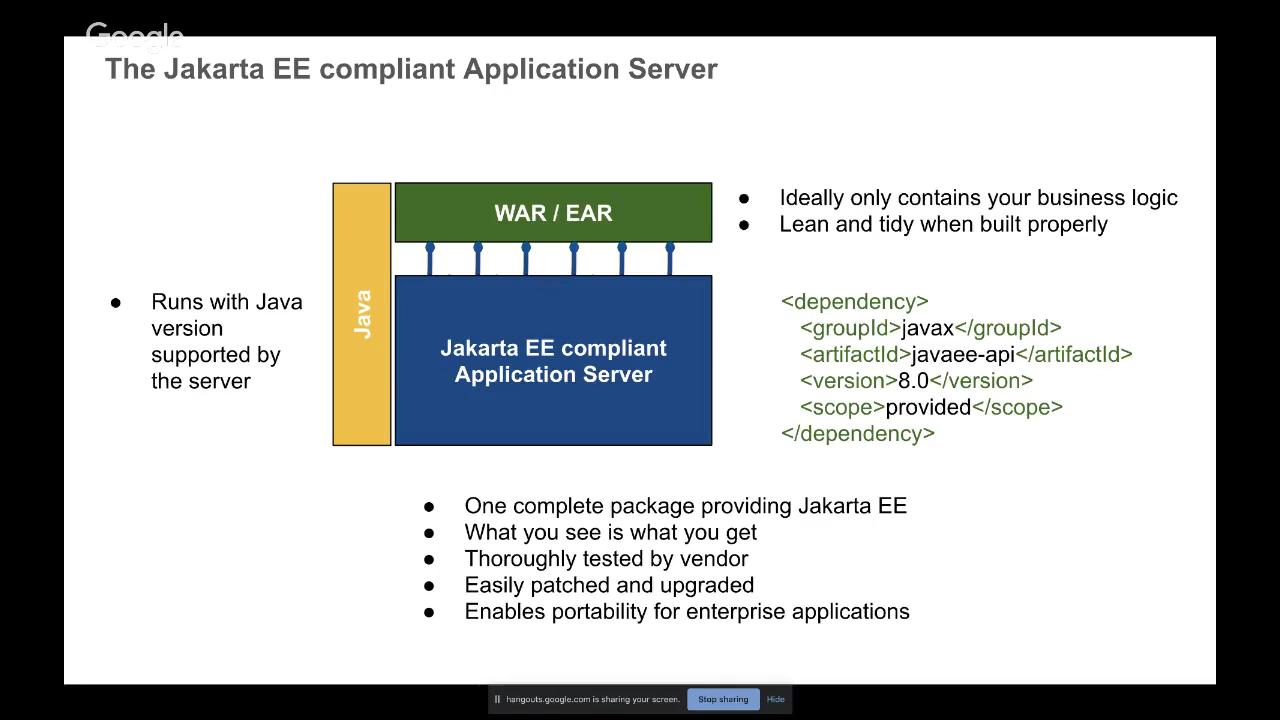 Google
The Jakarta EE compliant Application Server
WAR / EAR
Java
Jakarta EE compliant
Application Server
● Ideally only contains your business logic
● Lean and tidy when built properly
● Runs with Java
version
supported by
the server
<dependency>
<groupId>javax</groupId>
<artifactId>javaee-api</artifactId>
<version>8.0</version>
<scope>provided</scope>
</dependency>
● One complete package providing Jakarta EE
● What you see is what you get
● Thoroughly tested by vendor
● Easily patched and upgraded
● Enables portability for enterprise applications
hangouts.google.com is sharing your screen. Stop sharing Hide